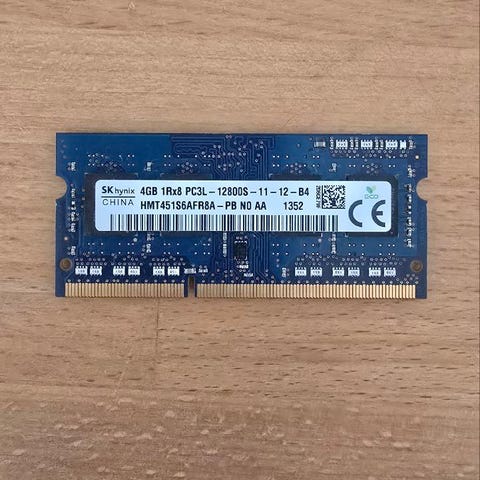 SK hynix 4GB 1Rx8 PC3L-12800S-11-12-B4
CHINA HMT451S6AFR8A-PB N0 AA 1352
CE